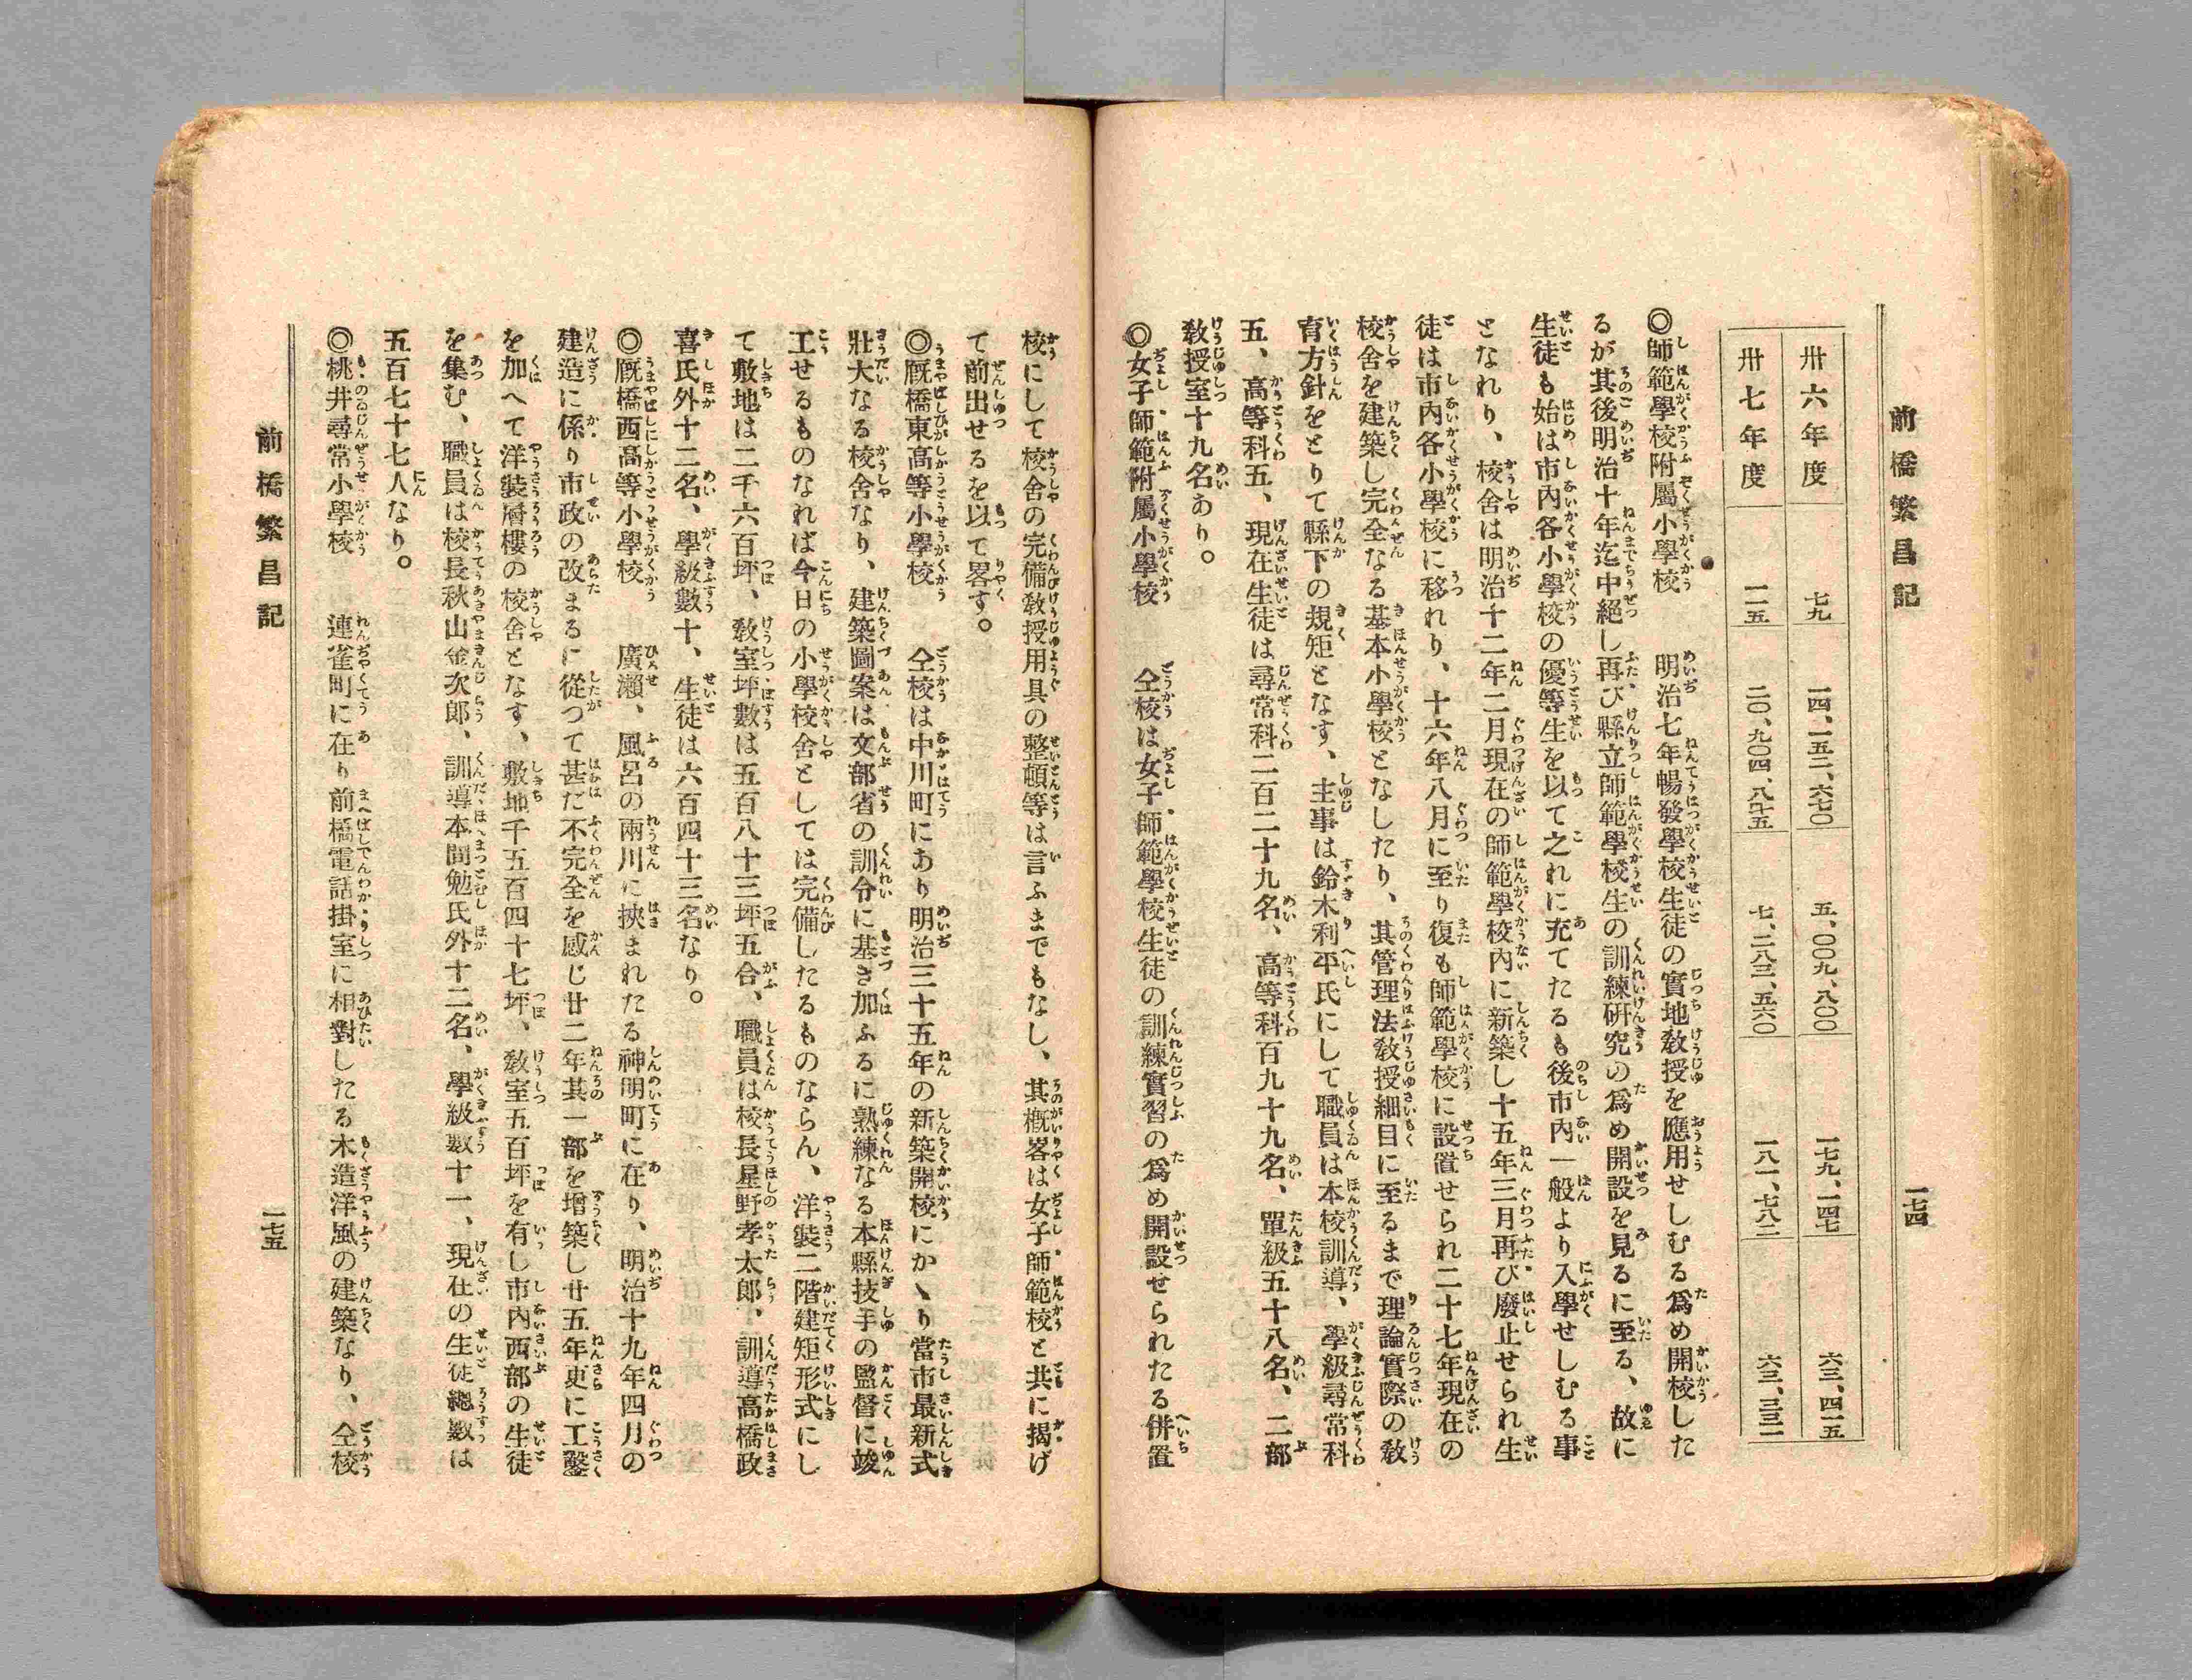 前橋繁昌記
一七四
卅六年度 七九 一四、一五二、六七〇 五、〇〇九、八〇〇 一七九、一四七 六三、四一五
卅七年度 一一五 二〇、九〇四、八七五 七、二八三、五六〇 一八一、七八二 六三、三三一
◎師範學校附屬小學校 明治七年暢發學校生徒の實地敎授を應用せしむる爲め開校した
るが其後明治十年迄中絕し再び縣立師範學校生の訓練研究の爲め開設を見るに至る、故に
生徒も始は市內各小學校の優等生を以て之れに充てたるも後市內一般より入學せしむる事
となれり、校舍は明治十二年二月現在の師範學校內に新築し十五年三月再び廢止せられ生
徒は市內各小學校に移れり、十六年八月に至り復も師範學校に設置せられ二十七年現在の
校舍を建築し完全なる基本小學校となしたり、其管理法敎授細目に至るまで理論實際の敎
育方針をとりて縣下の規矩となす、主事は鈴木利平氏にして職員は本校訓導、學級尋常科
五、高等科五、現在生徒は尋常科二百二十九名、高等科百九十九名、單級五十八名、二部
敎授室十九名あり。
◎女子師範附屬小學校 仝校は女子師範學校生徒の訓練實習の爲め開設せられたる併置
校にして校舍の完備敎授用具の整頓等は言ふまでもなし、其槪畧は女子師範校と共に揭げ
て前出せるを以て畧す。
◎厩橋東高等小學校 仝校は中川町にあり明治三十五年の新築開校にかゝり當市最新式
壯大なる校舍なり、建築圖案は文部省の訓令に基き加ふるに熟練なる本縣技手の監督に竣
工せるものなれば今日の小學校舍としては完備したるものならん、洋裝二階建矩形式にし
て敷地は二千六百坪、敎室坪數は五百八十三坪五合、職員は校長星野孝太郎、訓導高橋政
喜氏外十二名、學級數十、生徒は六百四十三名なり。
◎厩橋西高等小學校 廣瀨、風呂の兩川に挾まれたる神明町に在り、明治十九年四月の
建造に係り市政の改まるに從つて甚だ不完全を感じ廿二年其一部を增築し廿五年更に工鑿
を加へて洋裝層樓の校舍となす、敷地千五百四十七坪、敎室五百坪を有し市內西部の生徒
を集む、職員は校長秋山金次郎、訓導本間勉氏外十二名、學級數十一、現在の生徒總數は
五百七十七人なり。
◎桃井尋常小學校 連雀町に在り前橋電話掛室に相對したる木造洋風の建築なり、仝校
前橋繁昌記
一七五